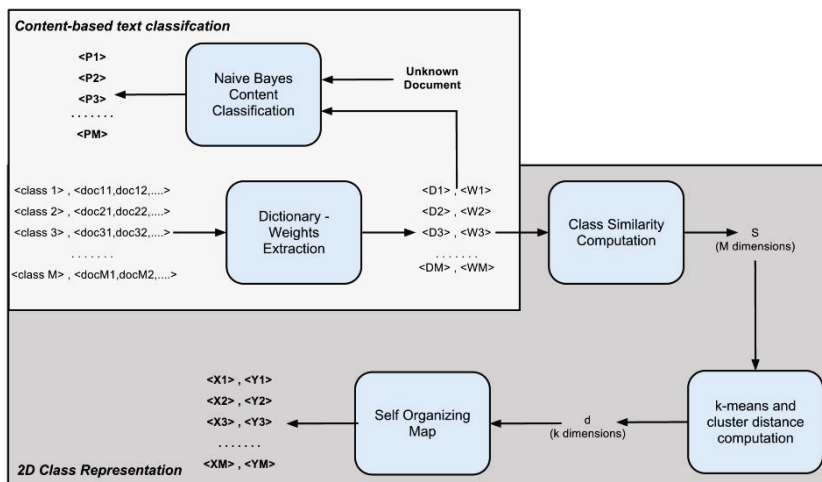 Content-based text classifcation
<P1>
<P2>
<P3>
.......
<PM>
Naive Bayes
Content
Classification
Unknown
Document
<class 1> , <doc11,doc12,....>
<class 2> , <doc21,doc22,....>
<class 3> , <doc31,doc32,....>
.......
<class M> , <docM1,docM2,....>
Dictionary -
Weights
Extraction
<D1> , <W1>
<D2> , <W2>
<D3> , <W3>
.......
<DM> , <WM>
Class Similarity
Computation
S
(M dimensions)
<X1> , <Y1>
<X2> , <Y2>
<X3> , <Y3>
.......
<XM> , <YM>
Self Organizing
Map
d
(k dimensions)
k-means and
cluster distance
computation
2D Class Representation